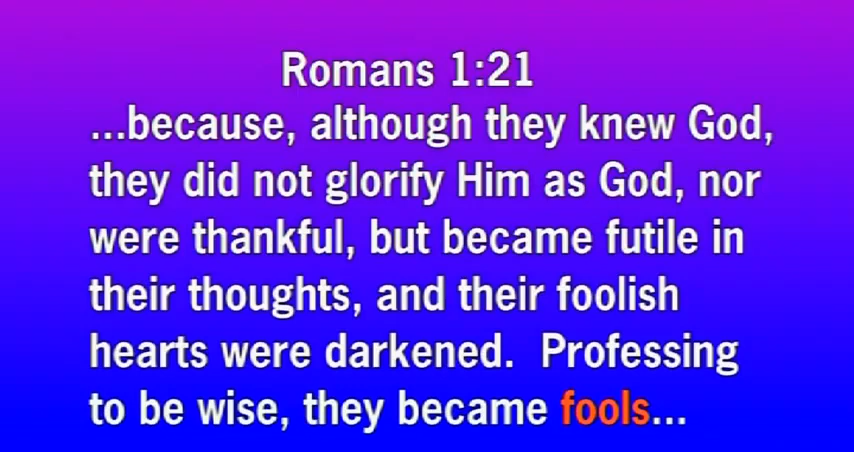 Romans 1:21
...because, although they knew God,
they did not glorify Him as God, nor
were thankful, but became futile in
their thoughts, and their foolish
hearts were darkened.  Professing
to be wise, they became fools...